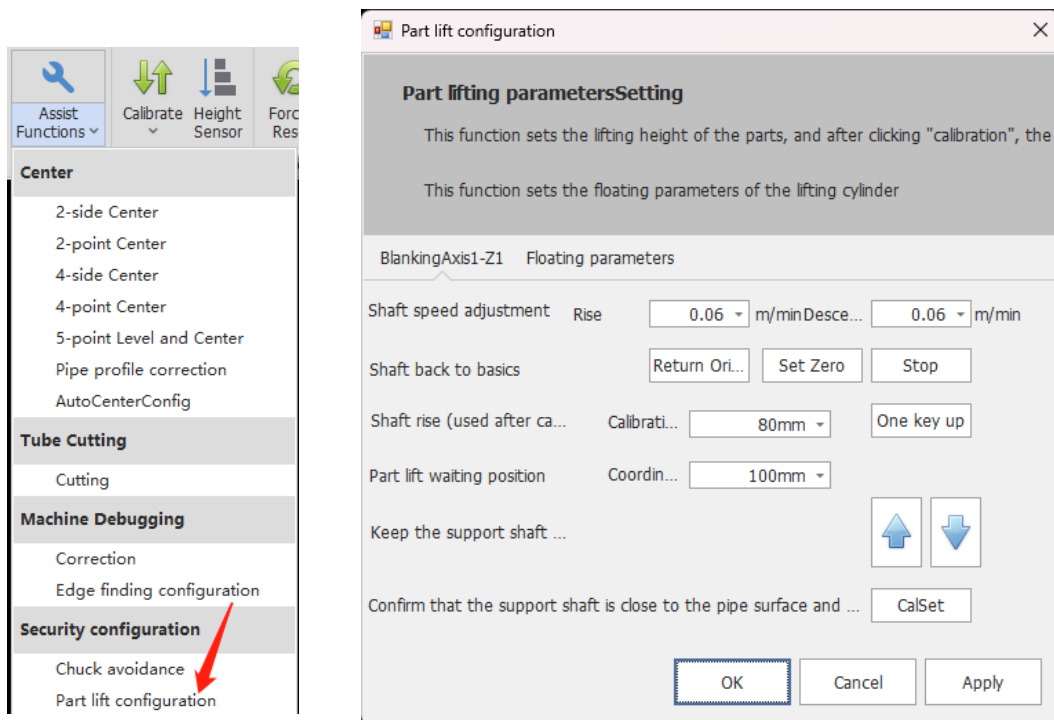 Assist
Functions
Calibrate
Height
Sensor
Forc
Res
Center
2-side Center
2-point Center
4-side Center
4-point Center
5-point Level and Center
Pipe profile correction
AutoCenterConfig
Tube Cutting
Cutting
Machine Debugging
Correction
Edge finding configuration
Security configuration
Chuck avoidance
Part lift configuration
Part lift configuration
Part lifting parametersSetting
This function sets the lifting height of the parts, and after clicking "calibration", the
This function sets the floating parameters of the lifting cylinder
BlankingAxis1-Z1 Floating parameters
Shaft speed adjustment Rise 0.06 m/min Desce... 0.06 m/min
Shaft back to basics Return Ori... Set Zero Stop
Shaft rise (used after ca... Calibrati... 80mm One key up
Part lift waiting position Coordin... 100mm
Keep the support shaft ...
Confirm that the support shaft is close to the pipe surface and ... CalSet
OK Cancel Apply